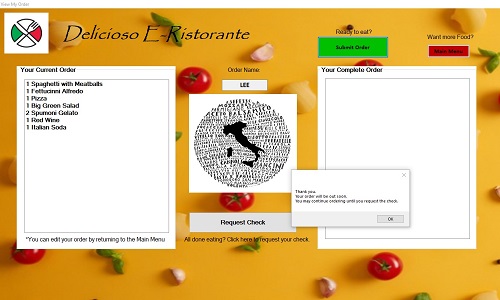 View My Order
Delicioso E-Ristorante
Ready to eat?
Submit Order
Want more Food?
Main Menu
Your Current Order
1 Spaghetti with Meatballs
1 Fettucini Alfredo
1 Pizza
1 Big Green Salad
2 Spumoni Gelato
1 Red Wine
1 Italian Soda
*You can edit your order by returning to the Main Menu
Order Name:
LEE
Request Check
All done eating? Click here to request your check.
Your Complete Order
Thank you.
Your order will be out soon.
You may continue ordering until you request the check.
OK